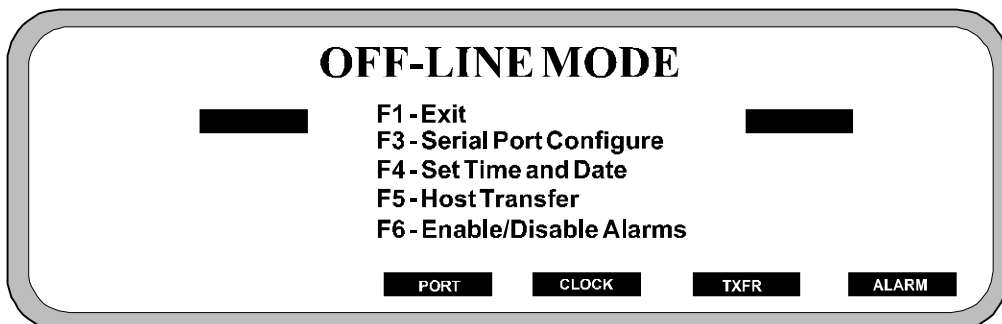 OFF-LINE MODE
F1 - Exit
F3 - Serial Port Configure
F4 - Set Time and Date
F5 - Host Transfer
F6 - Enable/Disable Alarms
PORT CLOCK TXFR ALARM